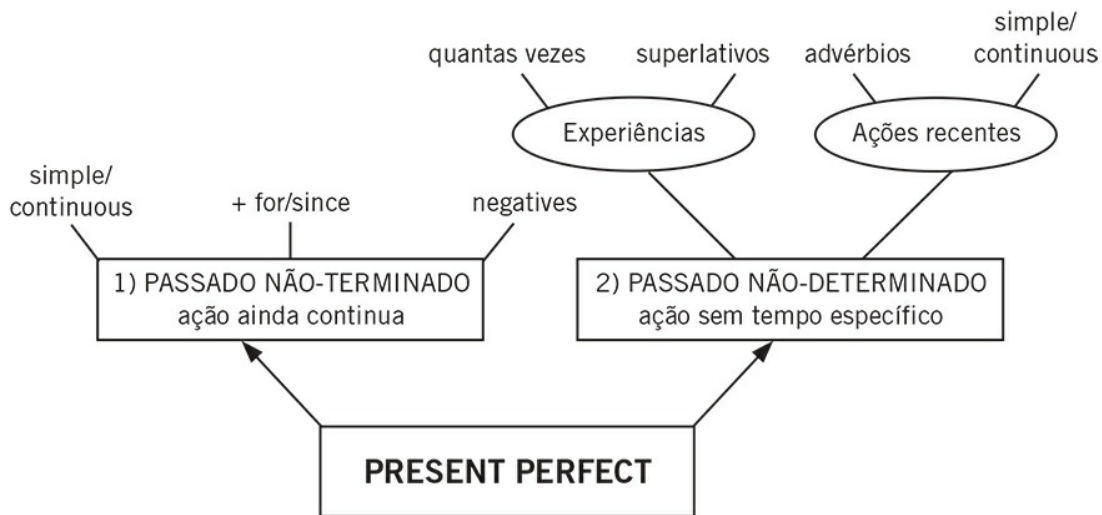 simple/
continuous
quantas vezes
superlativos
advérbios
Experiências
Ações recentes
simple/
continuous
+ for/since
negatives
1) PASSADO NÃO-TERMINADO
ação ainda continua
2) PASSADO NÃO-DETERMINADO
ação sem tempo específico
PRESENT PERFECT